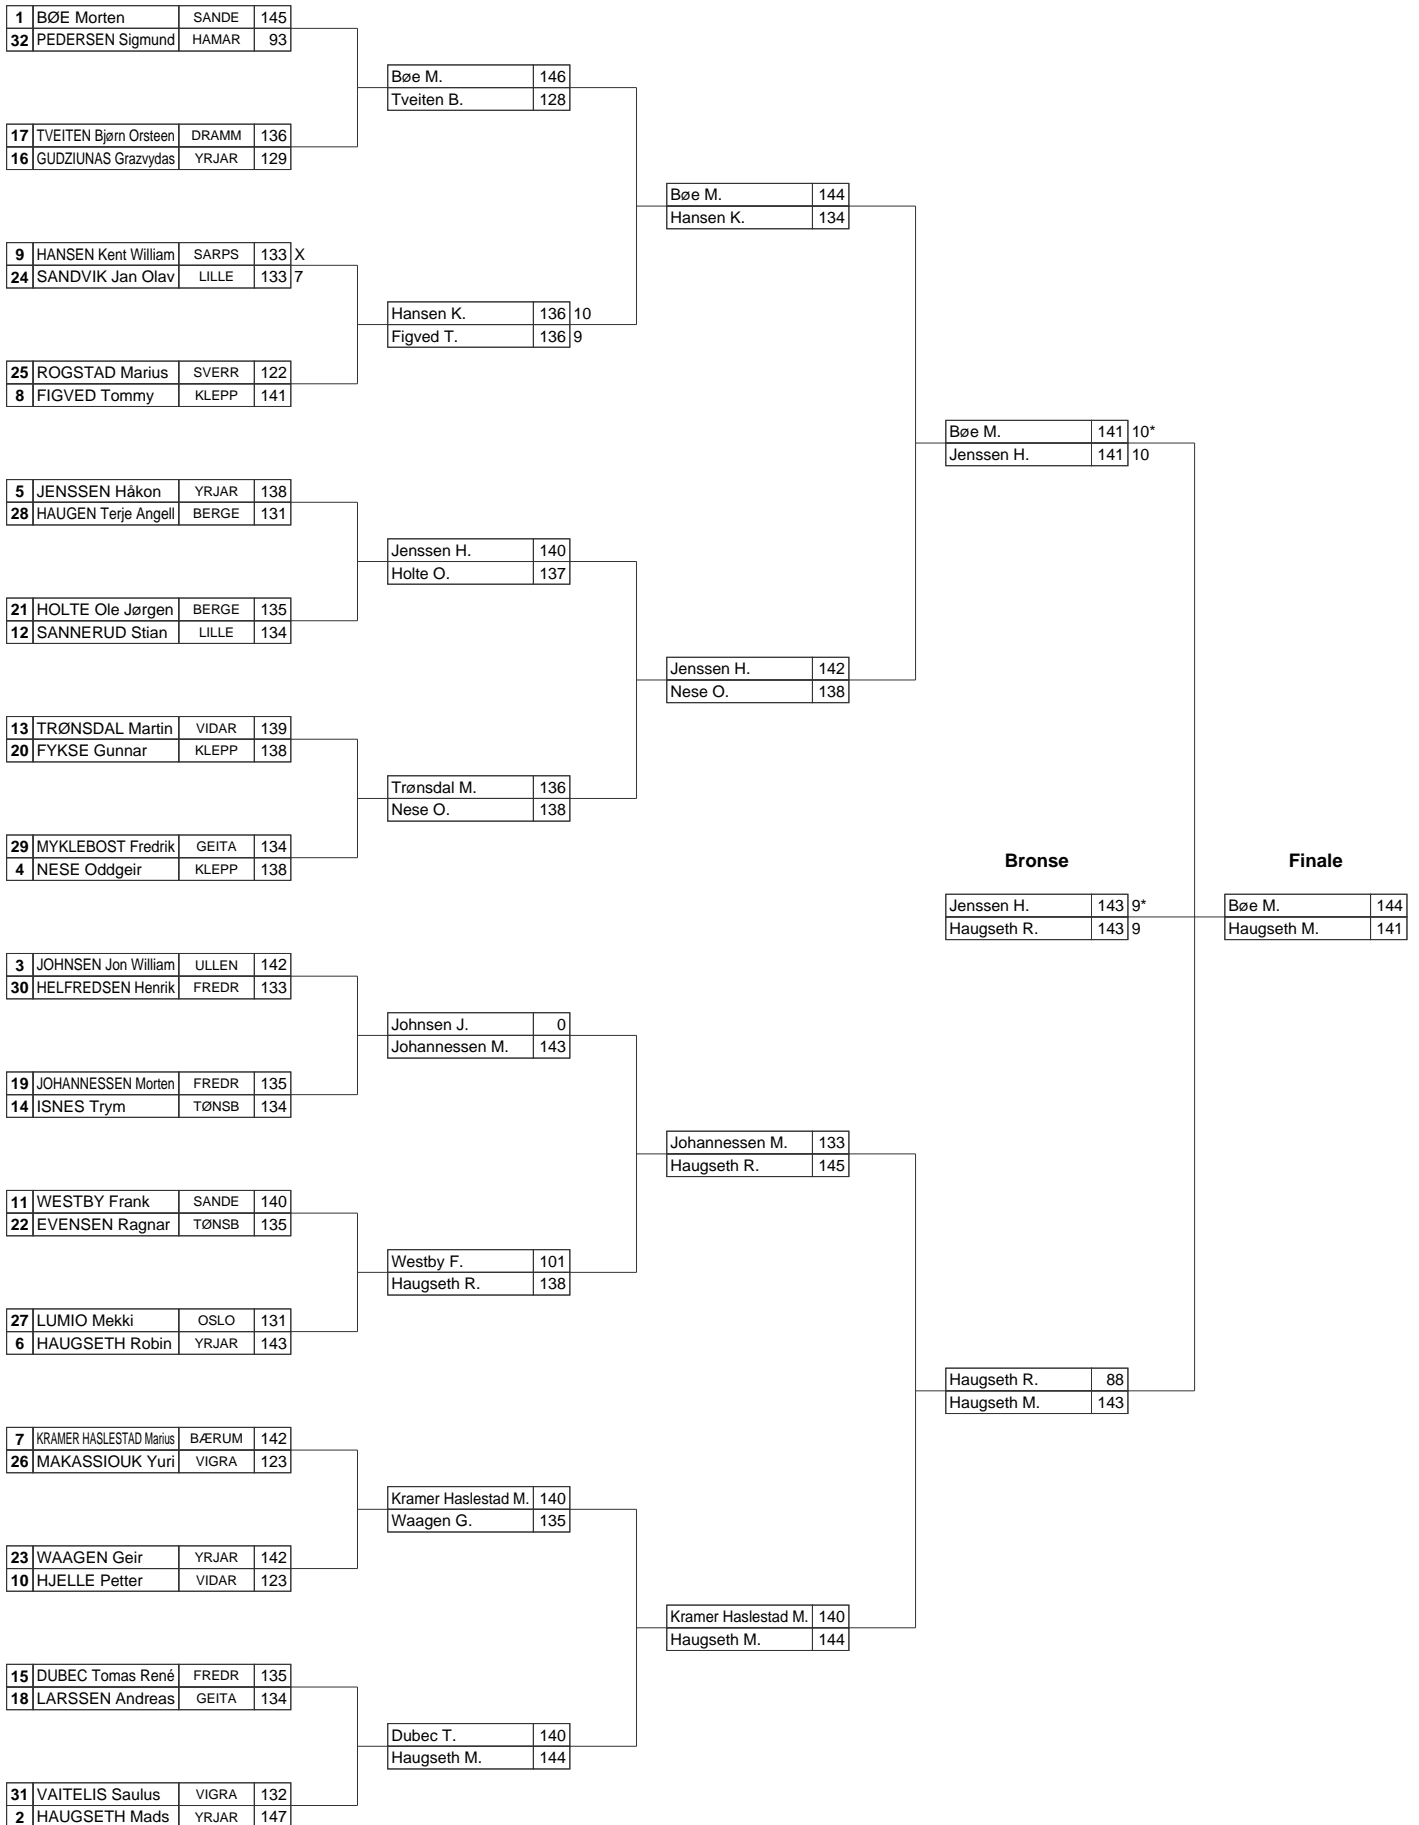 1 BØE Morten SANDE 145
32 PEDERSEN Sigmund HAMAR 93
Bøe M. 146
Tveiten B. 128
17 TVEITEN Bjørn Orsteen DRAMM 136
16 GUDZIUNAS Grazvydas YRJAR 129
Bøe M. 144
Hansen K. 134
9 HANSEN Kent William SARPS 133 X
24 SANDVIK Jan Olav LILLE 133 7
Hansen K. 136 10
Figved T. 136 9
25 ROGSTAD Marius SVERR 122
8 FIGVED Tommy KLEPP 141
Bøe M. 141 10*
Jenssen H. 141 10
5 JENSSEN Håkon YRJAR 138
28 HAUGEN Terje Angell BERGE 131
Jenssen H. 140
Holte O. 137
21 HOLTE Ole Jørgen BERGE 135
12 SANNERUD Stian LILLE 134
Jenssen H. 142
Nese O. 138
13 TRØNSDAL Martin VIDAR 139
20 FYKSE Gunnar KLEPP 138
Trønsdal M. 136
Nese O. 138
29 MYKLEBOST Fredrik GEITA 134
4 NESE Oddgeir KLEPP 138
Bronse Finale
Jenssen H. 143 9* Bøe M. 144
Haugseth R. 143 9 Haugseth M. 141
3 JOHNSEN Jon William ULLEN 142
30 HELFREDSEN Henrik FREDR 133
Johnsen J. 0
Johannessen M. 143
19 JOHANNESSEN Morten FREDR 135
14 ISNES Trym TØNSB 134
Johannessen M. 133
Haugseth R. 145
11 WESTBY Frank SANDE 140
22 EVENSEN Ragnar TØNSB 135
Westby F. 101
Haugseth R. 138
27 LUMIO Mekki OSLO 131
6 HAUGSETH Robin YRJAR 143
Haugseth R. 88
Haugseth M. 143
7 KRAMER HASLESTAD Marius BÆRUM 142
26 MAKASSIOUK Yuri VIGRA 123
Kramer Haslestad M. 140
Waagen G. 135
23 WAAGEN Geir YRJAR 142
10 HJELLE Petter VIDAR 123
Kramer Haslestad M. 140
Haugseth M. 144
15 DUBEC Tomas René FREDR 135
18 LARSSEN Andreas GEITA 134
Dubec T. 140
Haugseth M. 144
31 VAITELIS Saulus VIGRA 132
2 HAUGSETH Mads YRJAR 147